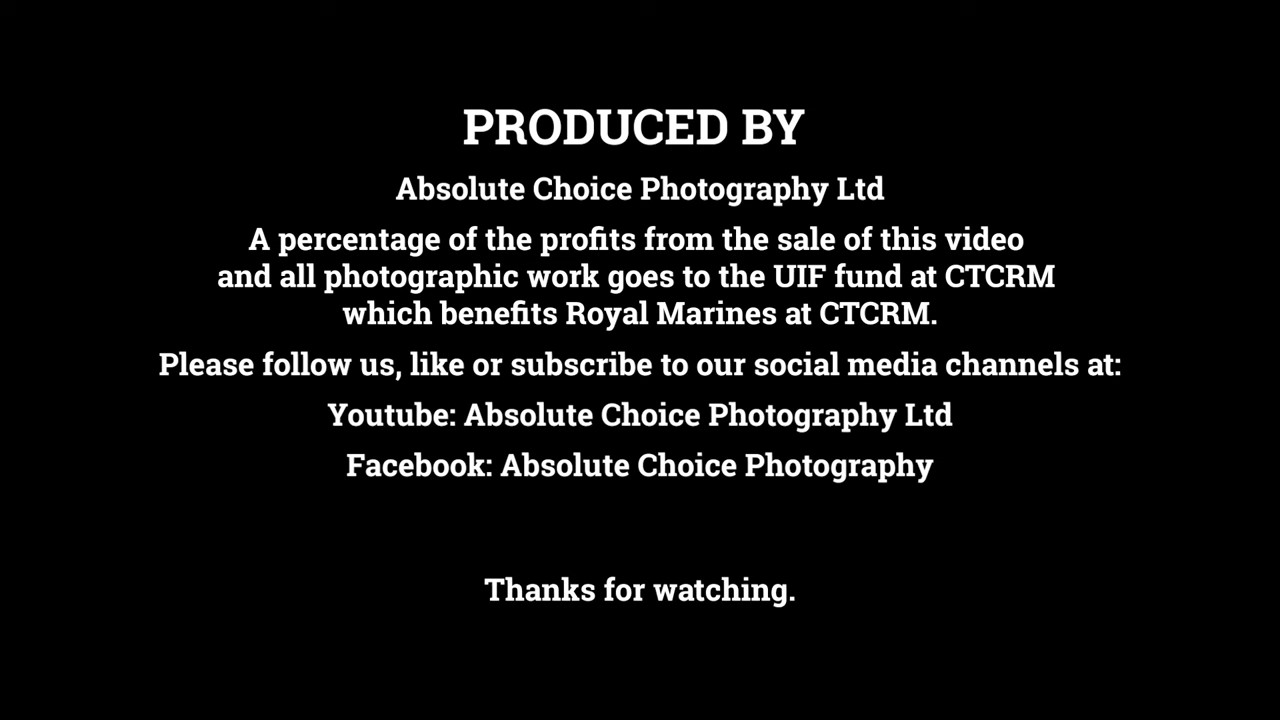 PRODUCED BY
Absolute Choice Photography Ltd
A percentage of the profits from the sale of this video
and all photographic work goes to the UIF fund at CTCRM
which benefits Royal Marines at CTCRM.
Please follow us, like or subscribe to our social media channels at:
Youtube: Absolute Choice Photography Ltd
Facebook: Absolute Choice Photography
Thanks for watching.